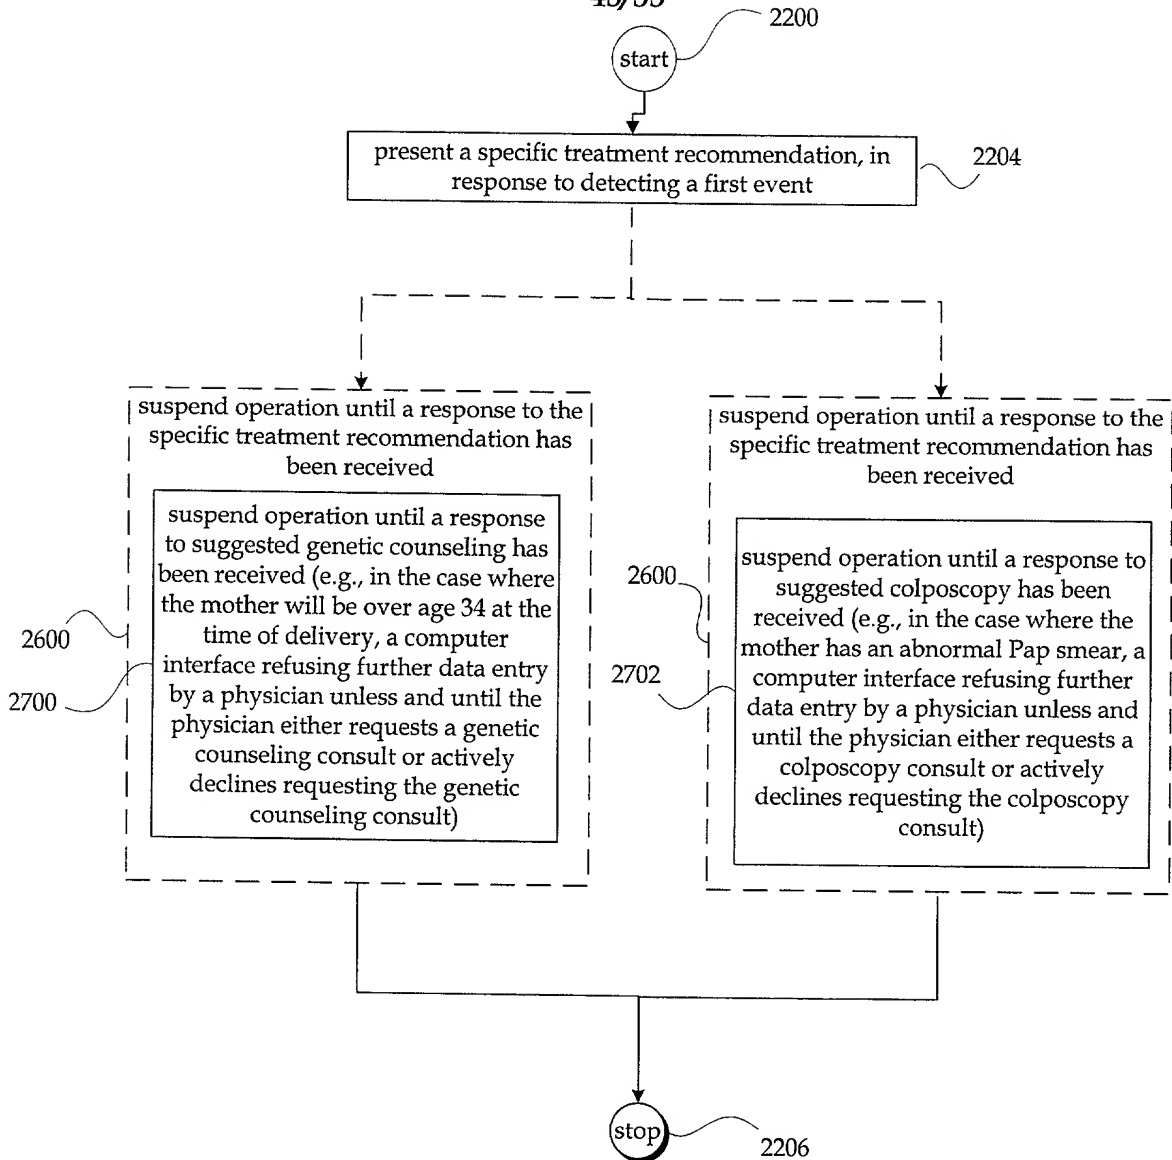 2200
start
present a specific treatment recommendation, in
response to detecting a first event
2204
suspend operation until a response to the
specific treatment recommendation has
been received
suspend operation until a response
to suggested genetic counseling has
been received (e.g., in the case where
the mother will be over age 34 at the
time of delivery, a computer
interface refusing further data entry
by a physician unless and until the
physician either requests a genetic
counseling consult or actively
declines requesting the genetic
counseling consult)
2600
2700
suspend operation until a response to the
specific treatment recommendation has
been received
suspend operation until a response to
suggested colposcopy has been
received (e.g., in the case where the
mother has an abnormal Pap smear, a
computer interface refusing further
data entry by a physician unless and
until the physician either requests a
colposcopy consult or actively
declines requesting the colposcopy
consult)
2600
2702
stop
2206